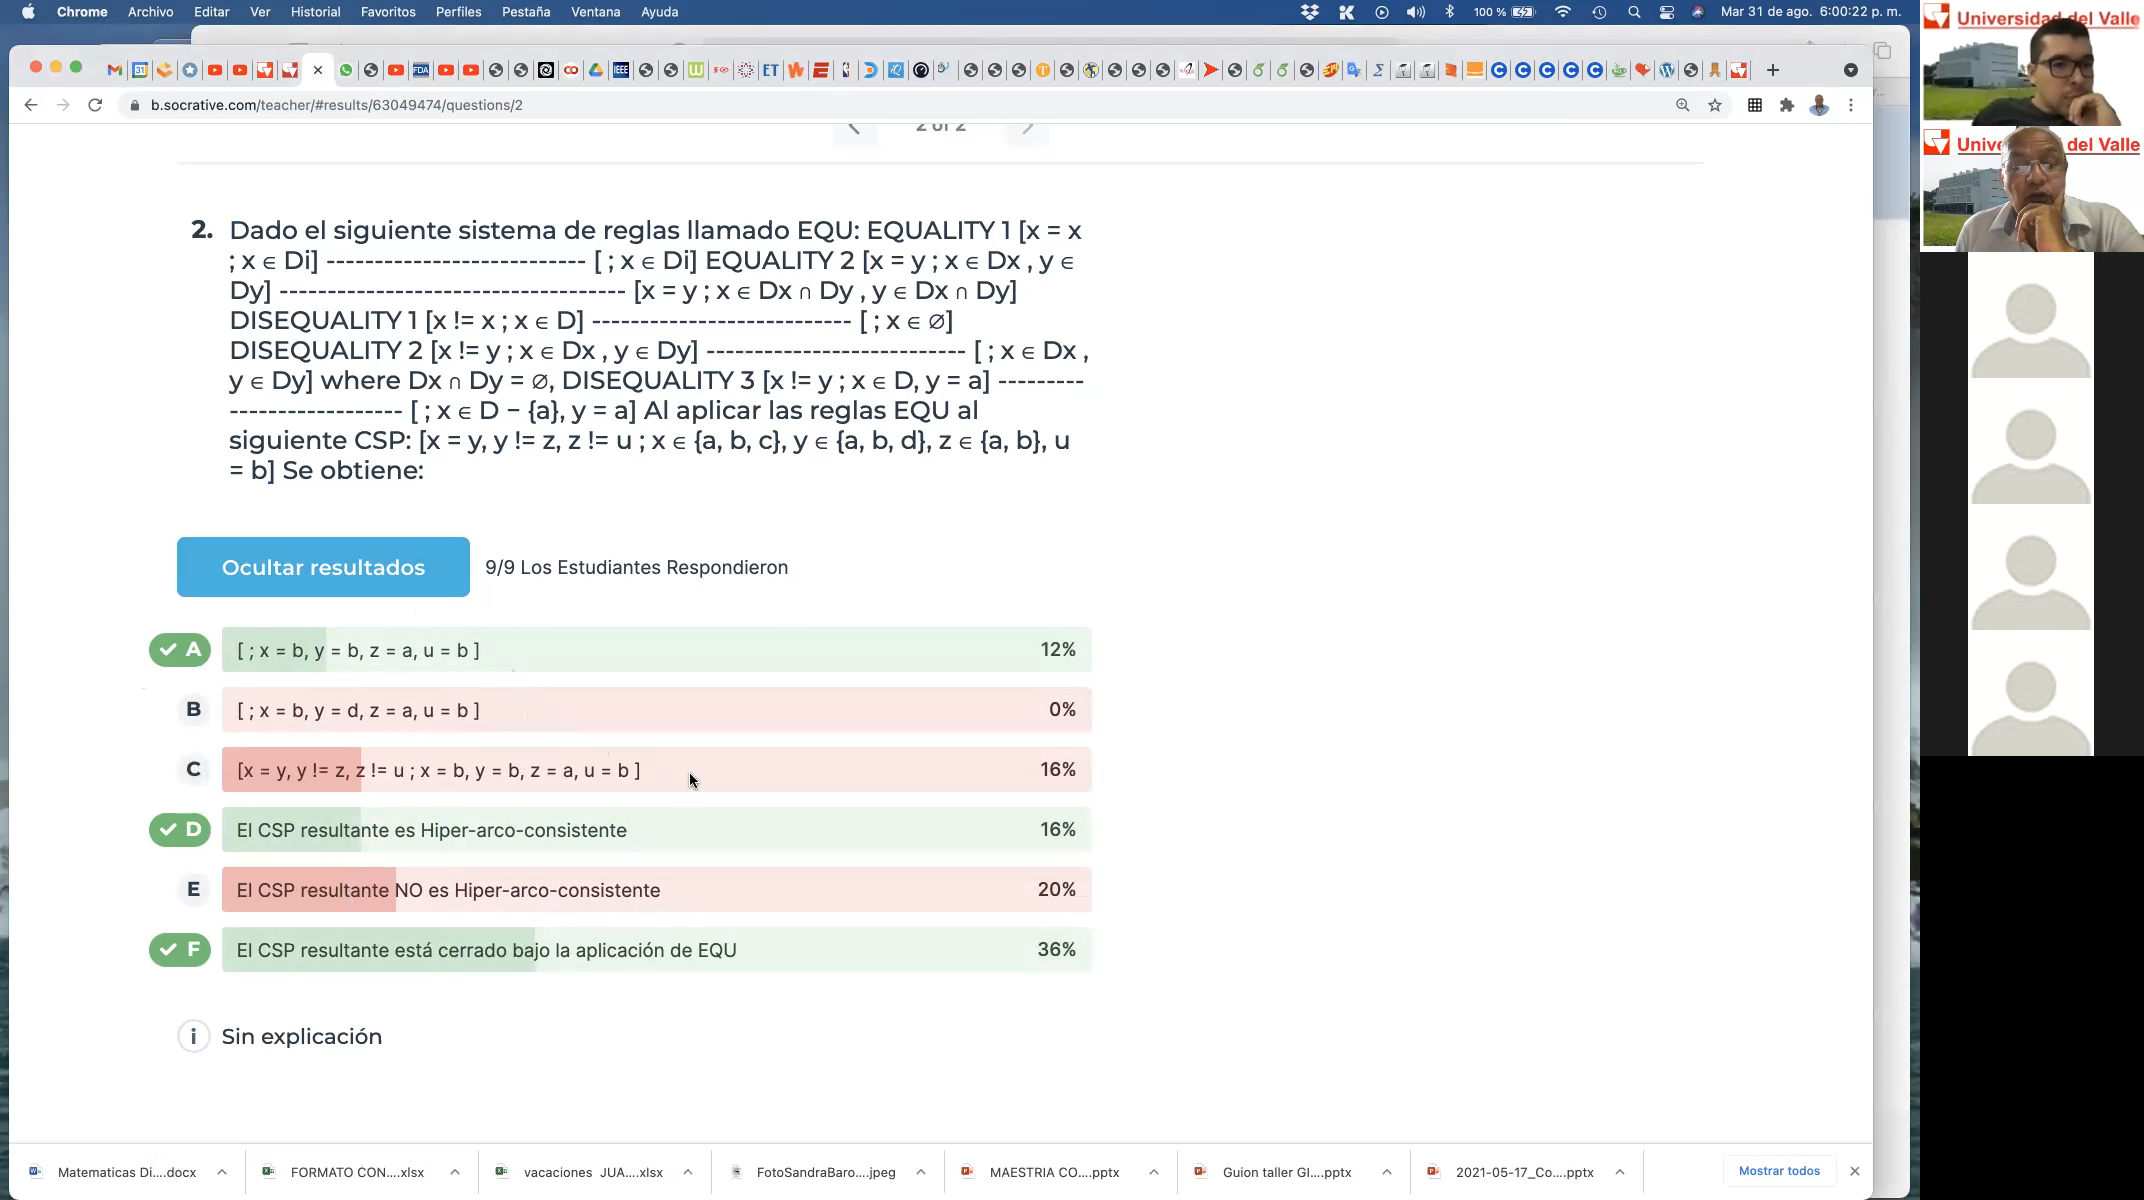 Chrome Archivo Editar Ver Historial Favoritos Perfiles Pestaña Ventana Ayuda 100 % Mar 31 de ago. 6:00:22 p. m.
b.socrative.com/teacher/#results/63049474/questions/2
2 of 2
2. Dado el siguiente sistema de reglas llamado EQU: EQUALITY 1 [x = x
; x ∈ Di] --------------------------- [ ; x ∈ Di] EQUALITY 2 [x = y ; x ∈ Dx , y ∈
Dy] ------------------------------------ [x = y ; x ∈ Dx ∩ Dy , y ∈ Dx ∩ Dy]
DISEQUALITY 1 [x != x ; x ∈ D] --------------------------- [ ; x ∈ ∅]
DISEQUALITY 2 [x != y ; x ∈ Dx , y ∈ Dy] --------------------------- [ ; x ∈ Dx ,
y ∈ Dy] where Dx ∩ Dy = ∅, DISEQUALITY 3 [x != y ; x ∈ D, y = a] ---------
------------------ [ ; x ∈ D − {a}, y = a] Al aplicar las reglas EQU al
siguiente CSP: [x = y, y != z, z != u ; x ∈ {a, b, c}, y ∈ {a, b, d}, z ∈ {a, b}, u
= b] Se obtiene:
Ocultar resultados 9/9 Los Estudiantes Respondieron
A [ ; x = b, y = b, z = a, u = b ] 12%
B [ ; x = b, y = d, z = a, u = b ] 0%
C [x = y, y != z, z != u ; x = b, y = b, z = a, u = b ] 16%
D El CSP resultante es Hiper-arco-consistente 16%
E El CSP resultante NO es Hiper-arco-consistente 20%
F El CSP resultante está cerrado bajo la aplicación de EQU 36%
i Sin explicación
Matematicas Di....docx FORMATO CON....xlsx vacaciones JUA....xlsx FotoSandraBaro....jpeg MAESTRIA CO....pptx Guion taller GI....pptx 2021-05-17_Co....pptx Mostrar todos
Universidad del Valle
del Valle